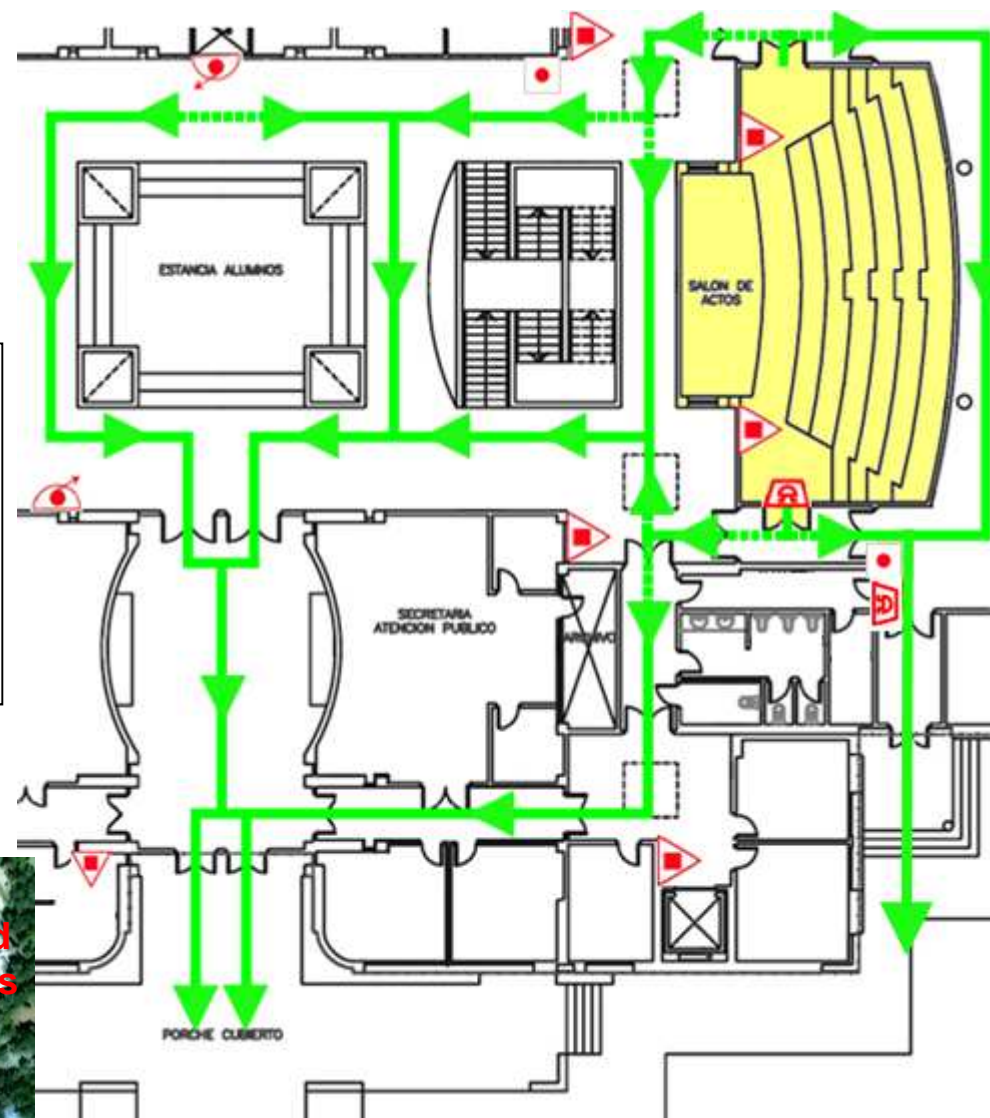 ESTANCIA ALUMNOS
SALON DE
ACTOS
SECRETARIA
ATENCION PUBLICO
ARCHIVO
d
s
PORCHE CUBIERTO